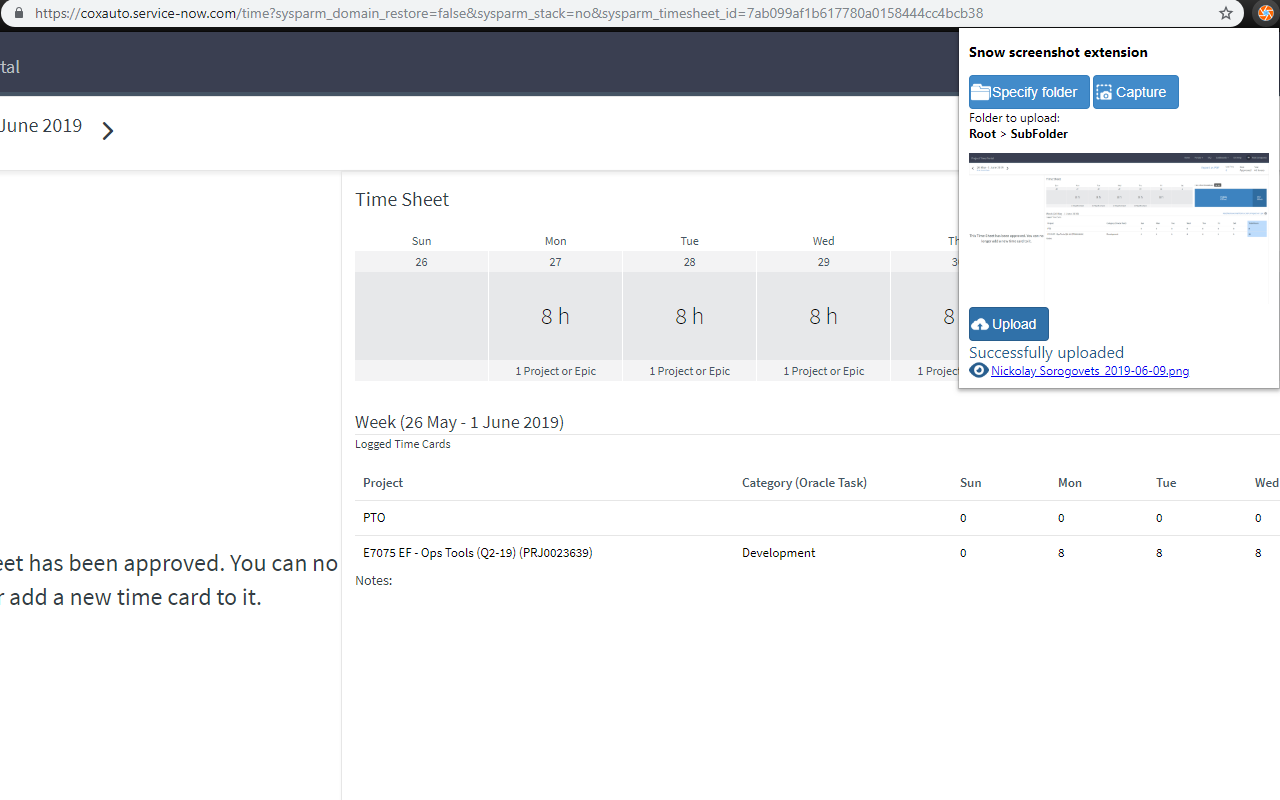 https://coxauto.service-now.com/time?sysparm_domain_restore=false&sysparm_stack=no&sysparm_timesheet_id=7ab099af1b617780a0158444cc4bcb38
tal
June 2019
Snow screenshot extension
Specify folder Capture
Folder to upload:
Root > SubFolder
Upload
Successfully uploaded
Nickolay Sorogovets_2019-06-09.png
Time Sheet
Sun Mon Tue Wed Th
26 27 28 29 3
8 h 8 h 8 h 8
1 Project or Epic 1 Project or Epic 1 Project or Epic 1 Projec
Week (26 May - 1 June 2019)
Logged Time Cards
Project Category (Oracle Task) Sun Mon Tue Wed
PTO 0 0 0 0
E7075 EF - Ops Tools (Q2-19) (PRJ0023639) Development 0 8 8 8
Notes:
eet has been approved. You can no
r add a new time card to it.